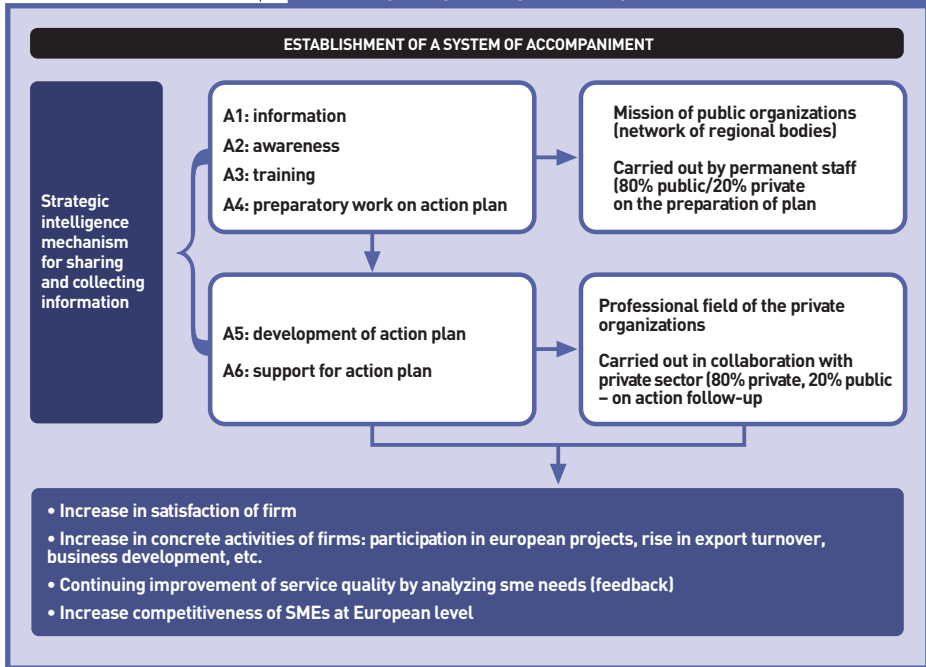 ESTABLISHMENT OF A SYSTEM OF ACCOMPANIMENT
Strategic
intelligence
mechanism
for sharing
and collecting
information
A1: information
A2: awareness
A3: training
A4: preparatory work on action plan
Mission of public organizations
(network of regional bodies)
Carried out by permanent staff
(80% public/20% private
on the preparation of plan
A5: development of action plan
A6: support for action plan
Professional field of the private
organizations
Carried out in collaboration with
private sector (80% private, 20% public
– on action follow-up
• Increase in satisfaction of firm
• Increase in concrete activities of firms: participation in european projects, rise in export turnover,
business development, etc.
• Continuing improvement of service quality by analyzing sme needs (feedback)
• Increase competitiveness of SMEs at European level